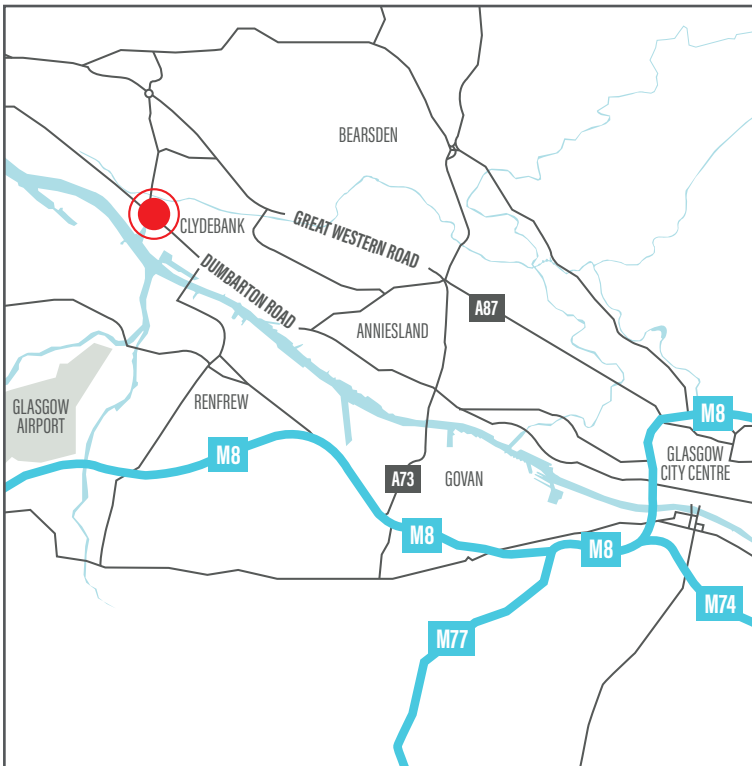 BEARSDEN
CLYDEBANK
GREAT WESTERN ROAD
DUMBARTON ROAD
A87
ANNIESLAND
GLASGOW
AIRPORT
RENFREW
M8
M8
GLASGOW
CITY CENTRE
A73
GOVAN
M8
M8
M74
M77